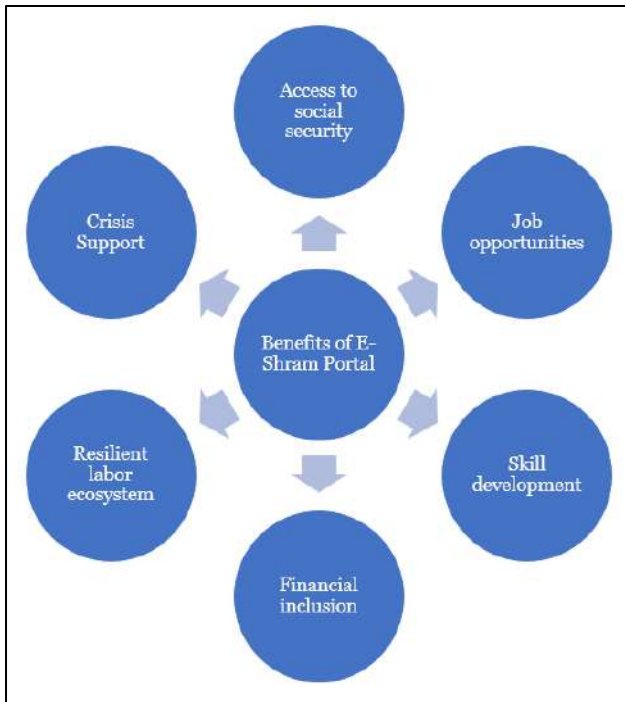 Access to
social
security
Crisis
Support
Job
opportunities
Benefits of E-
Shram Portal
Resilient
labor
ecosystem
Skill
development
Financial
inclusion